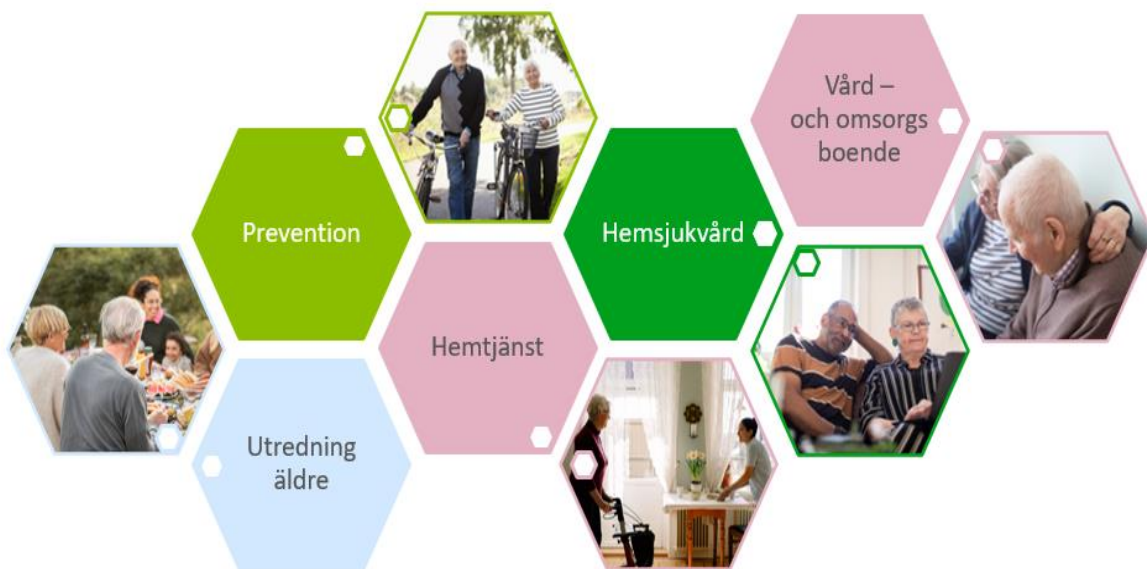 Prevention
Utredning
äldre
Hemtjänst
Hemsjukvård
Vård –
och omsorgs
boende